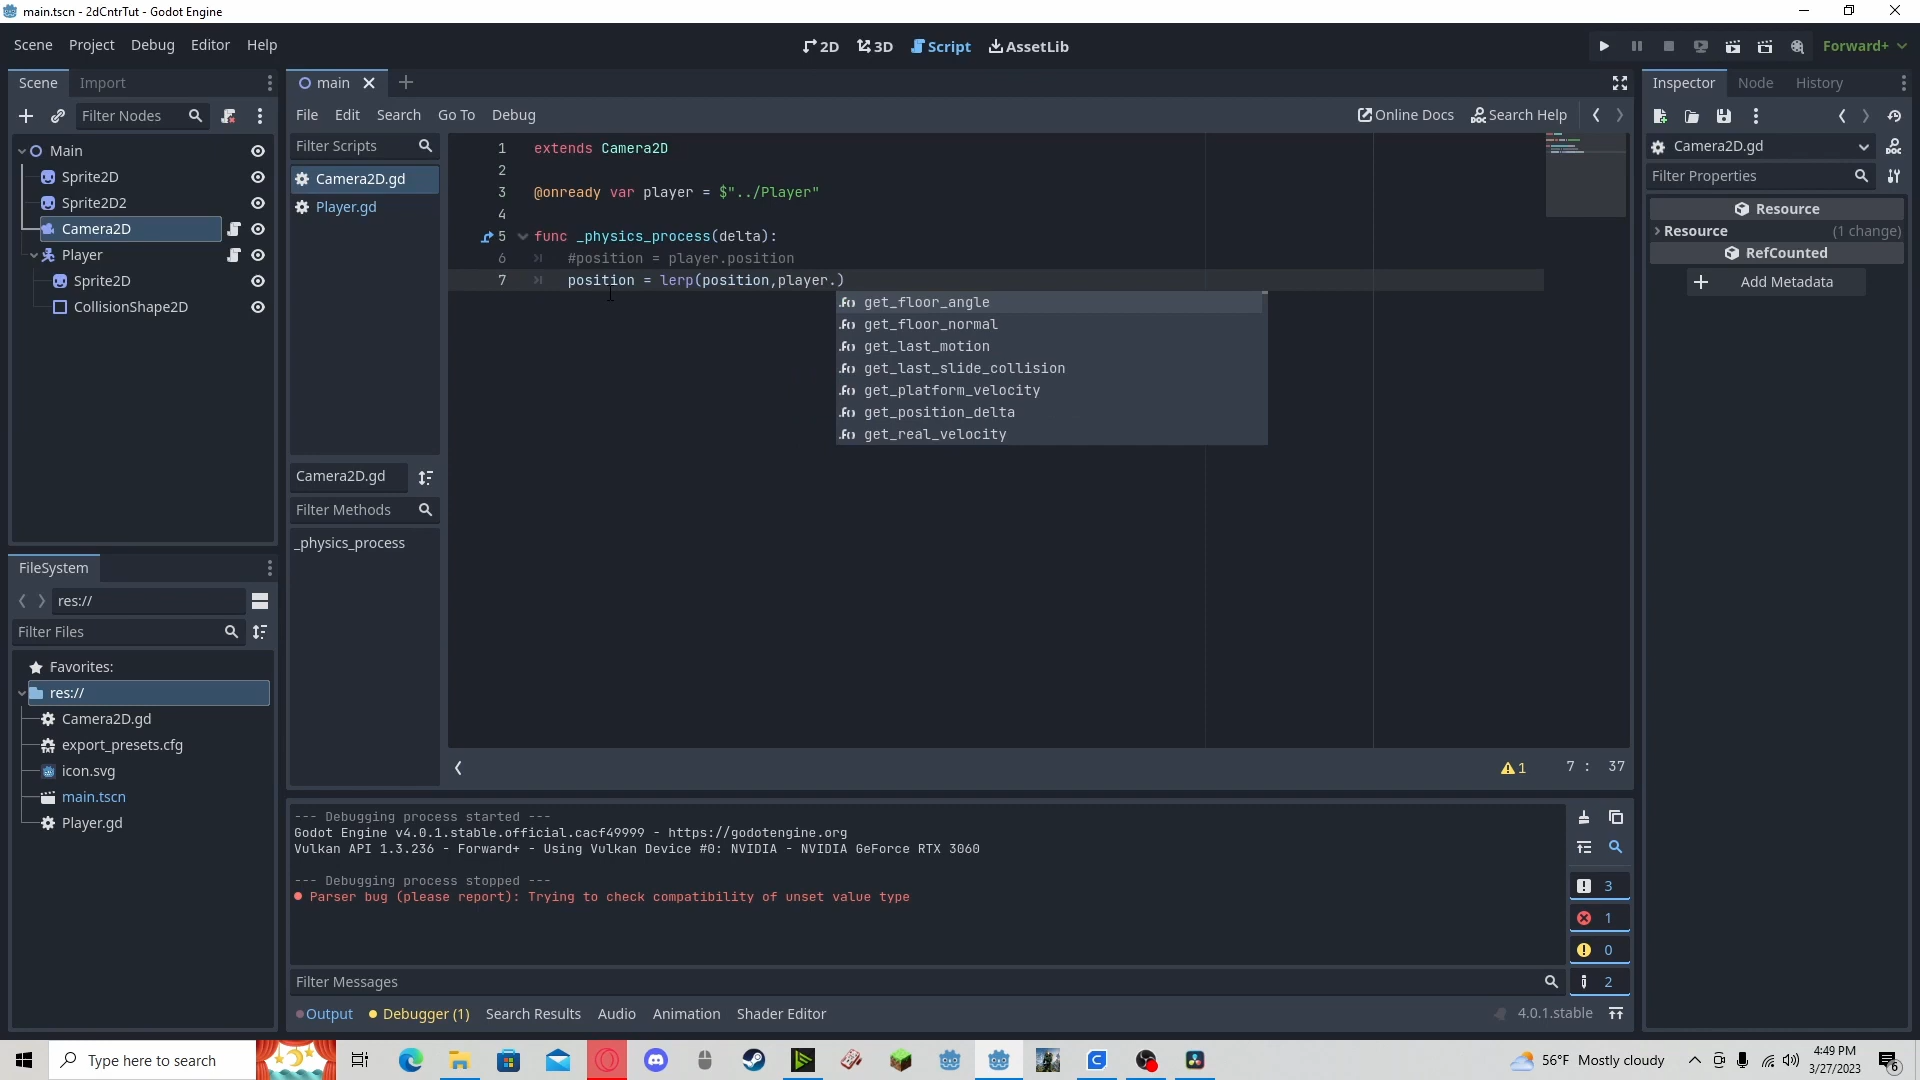 main.tscn - 2dCntrTut - Godot Engine
Scene Project Debug Editor Help
2D 3D Script AssetLib
Forward+
Scene Import
Filter Nodes
Main
Sprite2D
Sprite2D2
Camera2D
Player
Sprite2D
CollisionShape2D
FileSystem
res://
Filter Files
Favorites:
res://
Camera2D.gd
export_presets.cfg
icon.svg
main.tscn
Player.gd
main
File Edit Search Go To Debug
Online Docs Search Help
Filter Scripts
Camera2D.gd
Player.gd
Camera2D.gd
Filter Methods
_physics_process
1 extends Camera2D
2
3 @onready var player = $"../Player"
4
5 func _physics_process(delta):
6 #position = player.position
7 position = lerp(position,player.)
get_floor_angle
get_floor_normal
get_last_motion
get_last_slide_collision
get_platform_velocity
get_position_delta
get_real_velocity
1 7 : 37
--- Debugging process started ---
Godot Engine v4.0.1.stable.official.cacf49999 - https://godotengine.org
Vulkan API 1.3.236 - Forward+ - Using Vulkan Device #0: NVIDIA - NVIDIA GeForce RTX 3060
--- Debugging process stopped ---
Parser bug (please report): Trying to check compatibility of unset value type
3
1
0
2
Filter Messages
Output Debugger (1) Search Results Audio Animation Shader Editor
4.0.1.stable
Inspector Node History
Camera2D.gd
Filter Properties
Resource
Resource (1 change)
RefCounted
Add Metadata
Type here to search
56°F Mostly cloudy
4:49 PM
3/27/2023
6